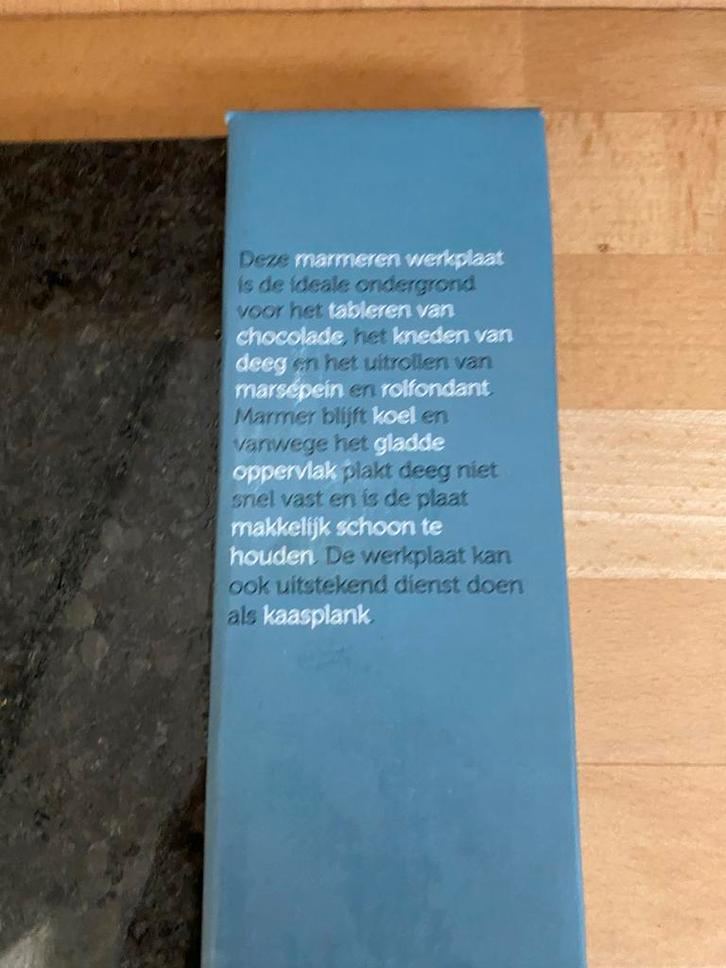 Deze marmeren werkplaat
is de ideale ondergrond
voor het tableren van
chocolade, het kneden van
deeg en het uitrollen van
marsepein en rolfondant.
Marmer blijft koel en
vanwege het gladde
oppervlak plakt deeg niet
snel vast en is de plaat
makkelijk schoon te
houden. De werkplaat kan
ook uitstekend dienst doen
als kaasplank.